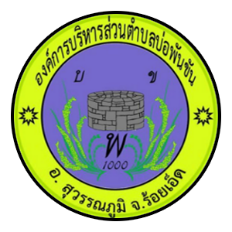 องค์การบริหารส่วนตำบลบ่อพันขัน
บ ข
พ
1000
อ. สุวรรณภูมิ จ.ร้อยเอ็ด